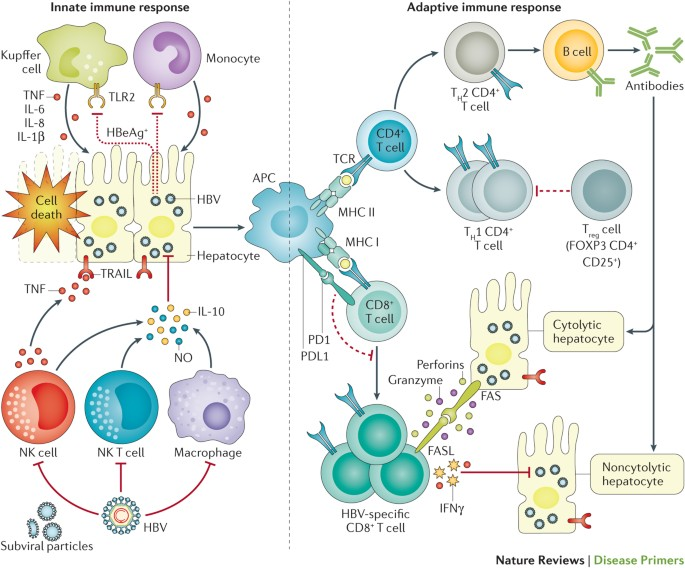 Innate immune response
Kupffer
cell
Monocyte
TNF
IL-6
IL-8
IL-1β
TLR2
HBeAg⁺
Cell
death
HBV
Hepatocyte
TRAIL
TNF
IL-10
NO
NK cell
NK T cell
Macrophage
HBV
Subviral particles
Adaptive immune response
APC
TCR
MHC II
MHC I
CD4⁺
T cell
CD8⁺
T cell
PD1
PDL1
T_H2 CD4⁺
T cell
B cell
Antibodies
T_H1 CD4⁺
T cell
T_reg cell
(FOXP3 CD4⁺
CD25⁺)
Perforins
Granzyme
FAS
FASL
Cytolytic
hepatocyte
HBV-specific
CD8⁺ T cell
IFNγ
Noncytolytic
hepatocyte
Nature Reviews | Disease Primers